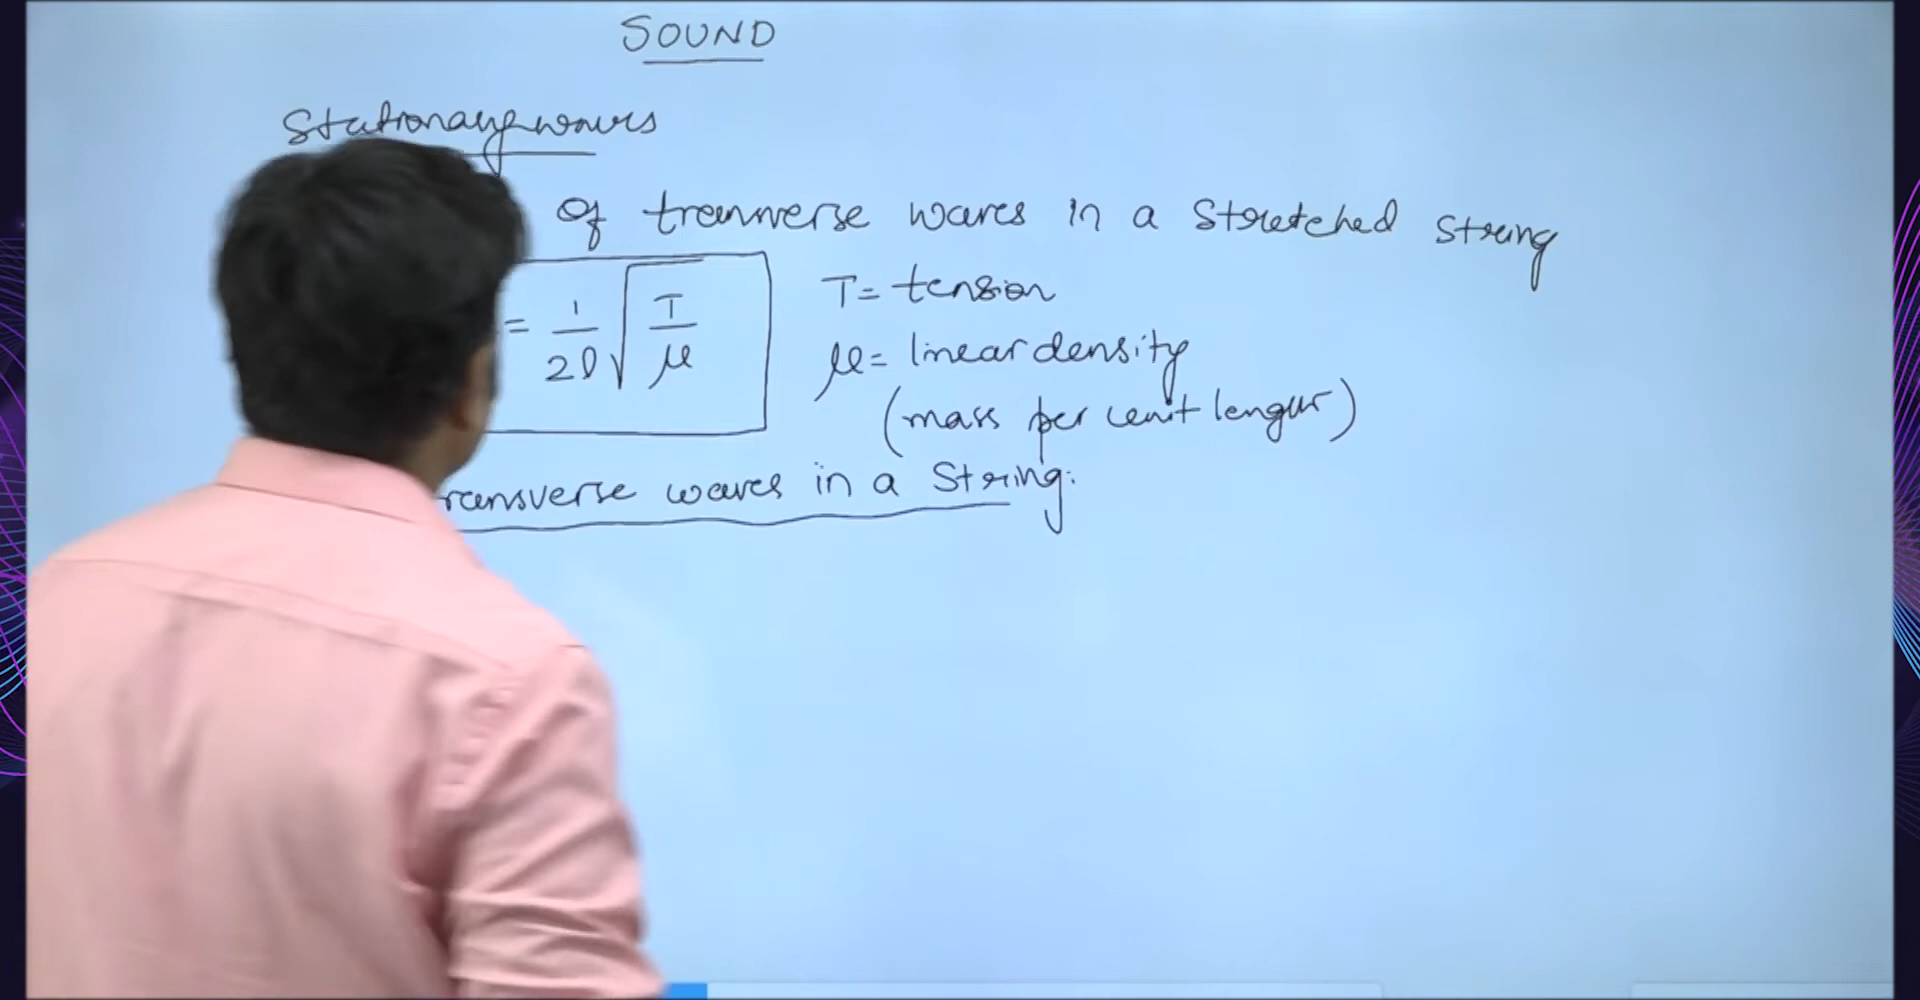 SOUND
Stationary waves
Of transverse waves in a stretched string
= 1/2l √T/μ
T= tension
μ= linear density
(mass per unit length)
ransverse waves in a String.